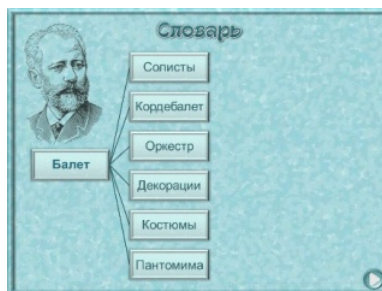 Словарь
Солисты
Кордебалет
Оркестр
Балет
Декорации
Костюмы
Пантомима